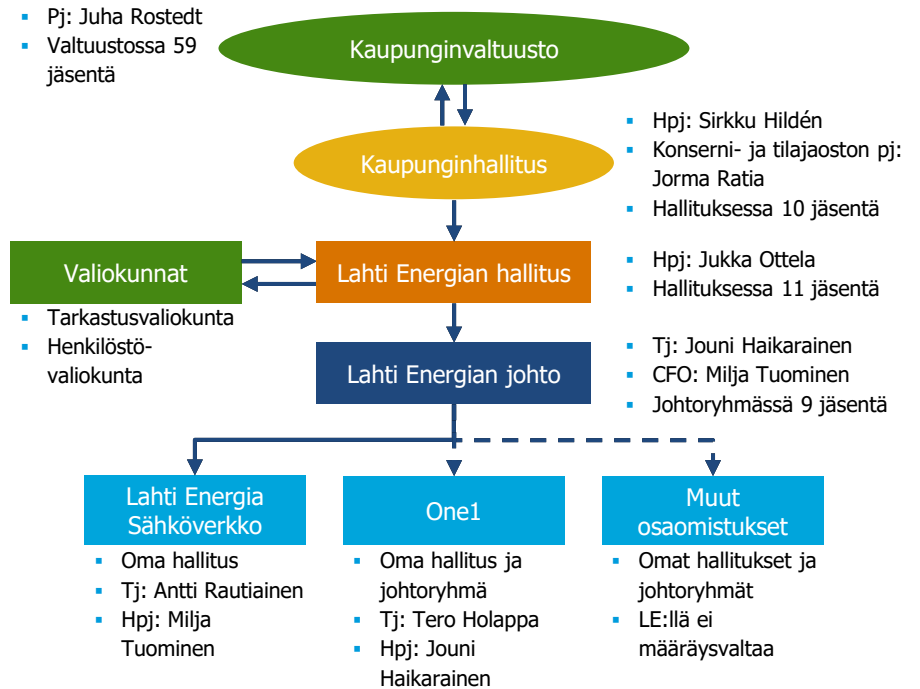 Pj: Juha Rostedt
Valtuustossa 59
jäsentä
Kaupunginvaltuusto
Kaupunginhallitus
Hpj: Sirkku Hildén
Konserni- ja tilajaoston pj:
Jorma Ratia
Hallituksessa 10 jäsentä
Valiokunnat
Tarkastusvaliokunta
Henkilöstö-
valiokunta
Lahti Energian hallitus
Hpj: Jukka Ottela
Hallituksessa 11 jäsentä
Lahti Energian johto
Tj: Jouni Haikarainen
CFO: Milja Tuominen
Johtoryhmässä 9 jäsentä
Lahti Energia
Sähköverkko
Oma hallitus
Tj: Antti Rautiainen
Hpj: Milja
Tuominen
One1
Oma hallitus ja
johtoryhmä
Tj: Tero Holappa
Hpj: Jouni
Haikarainen
Muut
osaomistukset
Omat hallitukset ja
johtoryhmät
LE:llä ei
määräysvaltaa